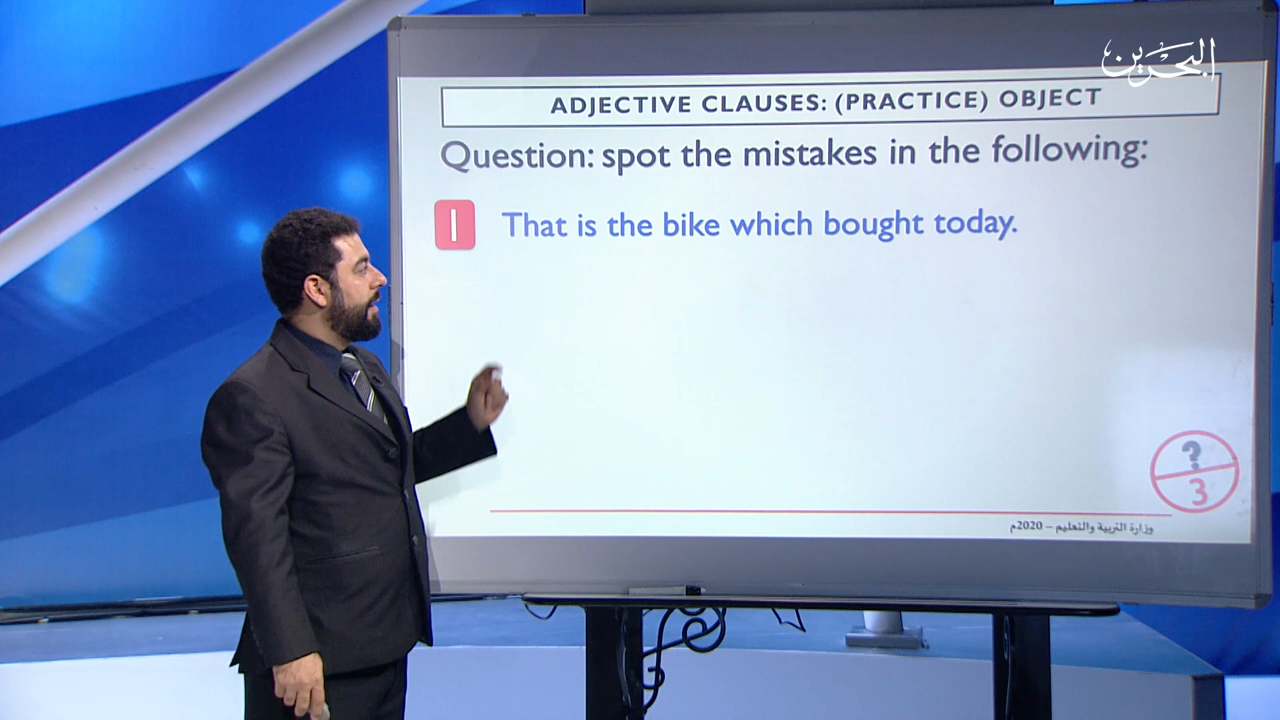 البحرين
ADJECTIVE CLAUSES: (PRACTICE) OBJECT
Question: spot the mistakes in the following:
1 That is the bike which bought today.
?
3
وزارة التربية والتعليم – 2020م